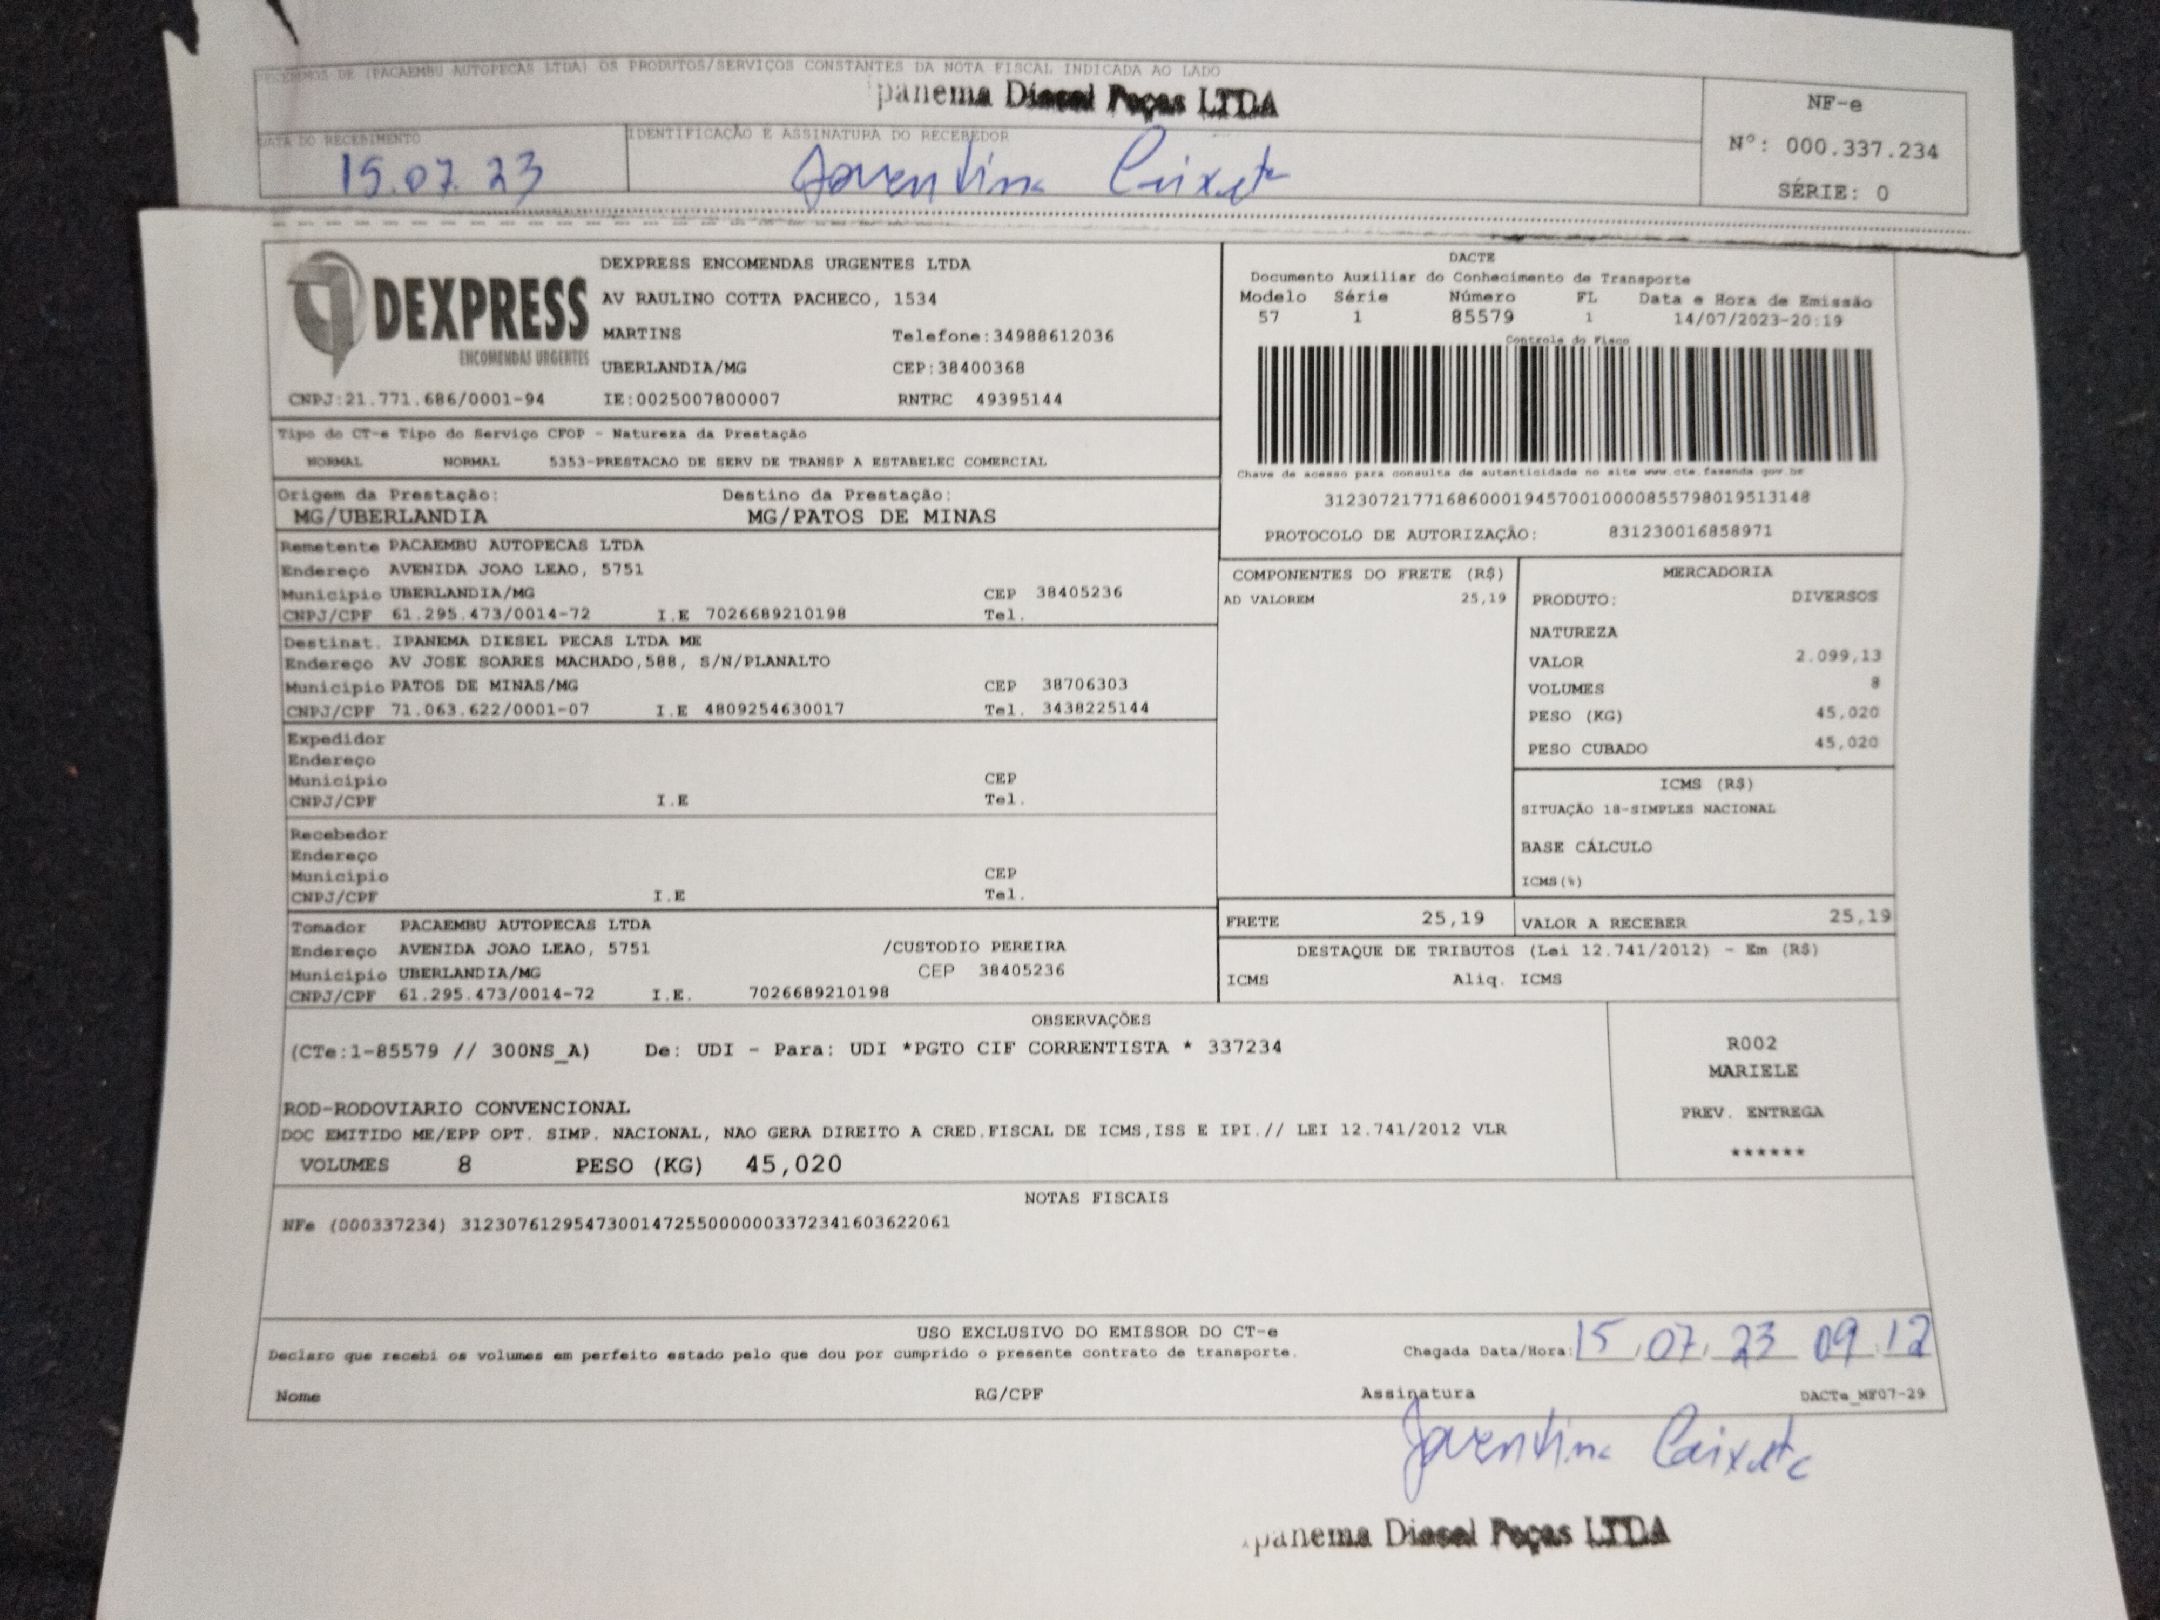 RECEBEMOS DE (PACAEMBU AUTOPECAS LTDA) OS PRODUTOS/SERVIÇOS CONSTANTES DA NOTA FISCAL INDICADA AO LADO
panema Diesel Peças LTDA
DATA DO RECEBIMENTO
15.07.23
IDENTIFICAÇÃO E ASSINATURA DO RECEBEDOR
Joventina Caixeta
NF-e
Nº: 000.337.234
SÉRIE: 0
DEXPRESS
ENCOMENDAS URGENTES
DEXPRESS ENCOMENDAS URGENTES LTDA
AV RAULINO COTTA PACHECO, 1534
MARTINS Telefone:34988612036
UBERLANDIA/MG CEP:38400368
CNPJ:21.771.686/0001-94 IE:0025007800007 RNTRC 49395144
DACTE
Documento Auxiliar do Conhecimento de Transporte
Modelo Série Número FL Data e Hora de Emissão
57 1 85579 1 14/07/2023-20:19
Controle do Fisco
Chave de acesso para consulta de autenticidade no site www.cte.fazenda gov.br
31230721771686000194570010000855798019513148
PROTOCOLO DE AUTORIZAÇÃO: 831230016858971
Tipo do CT-e Tipo do Serviço CFOP - Natureza da Prestação
NORMAL NORMAL 5353-PRESTACAO DE SERV DE TRANSP A ESTABELEC COMERCIAL
Origem da Prestação: Destino da Prestação:
MG/UBERLANDIA MG/PATOS DE MINAS
Remetente PACAEMBU AUTOPECAS LTDA
Endereço AVENIDA JOAO LEAO, 5751
Municipio UBERLANDIA/MG CEP 38405236
CNPJ/CPF 61.295.473/0014-72 I.E 7026689210198 Tel.
Destinat. IPANEMA DIESEL PECAS LTDA ME
Endereço AV JOSE SOARES MACHADO,588, S/N/PLANALTO
Municipio PATOS DE MINAS/MG CEP 38706303
CNPJ/CPF 71.063.622/0001-07 I.E 4809254630017 Tel. 3438225144
Expedidor
Endereço
Municipio CEP
CNPJ/CPF I.E Tel.
Recebedor
Endereço
Municipio CEP
CNPJ/CPF I.E Tel.
Tomador PACAEMBU AUTOPECAS LTDA
Endereço AVENIDA JOAO LEAO, 5751 /CUSTODIO PEREIRA
Municipio UBERLANDIA/MG CEP 38405236
CNPJ/CPF 61.295.473/0014-72 I.E. 7026689210198
COMPONENTES DO FRETE (R$)
AD VALOREM 25,19
MERCADORIA
PRODUTO: DIVERSOS
NATUREZA
VALOR 2.099,13
VOLUMES 8
PESO (KG) 45,020
PESO CUBADO 45,020
ICMS (R$)
SITUAÇÃO 18-SIMPLES NACIONAL
BASE CÁLCULO
ICMS(%)
FRETE 25,19 VALOR A RECEBER 25,19
DESTAQUE DE TRIBUTOS (Lei 12.741/2012) - Em (R$)
ICMS Aliq. ICMS
OBSERVAÇÕES
(CTe:1-85579 // 300NS_A) De: UDI - Para: UDI *PGTO CIF CORRENTISTA * 337234
ROD-RODOVIARIO CONVENCIONAL
DOC EMITIDO ME/EPP OPT. SIMP. NACIONAL, NAO GERA DIREITO A CRED.FISCAL DE ICMS,ISS E IPI.// LEI 12.741/2012 VLR
VOLUMES 8 PESO (KG) 45,020
R002
MARIELE
PREV. ENTREGA
******
NOTAS FISCAIS
NFe (000337234) 31230761295473001472550000003372341603622061
USO EXCLUSIVO DO EMISSOR DO CT-e
Declaro que recebi os volumes em perfeito estado pelo que dou por cumprido o presente contrato de transporte.
Chegada Data/Hora: 15/07/23 09:12
Nome RG/CPF Assinatura DACTe_MF07-29
Joventina Caixeta
panema Diesel Peças LTDA